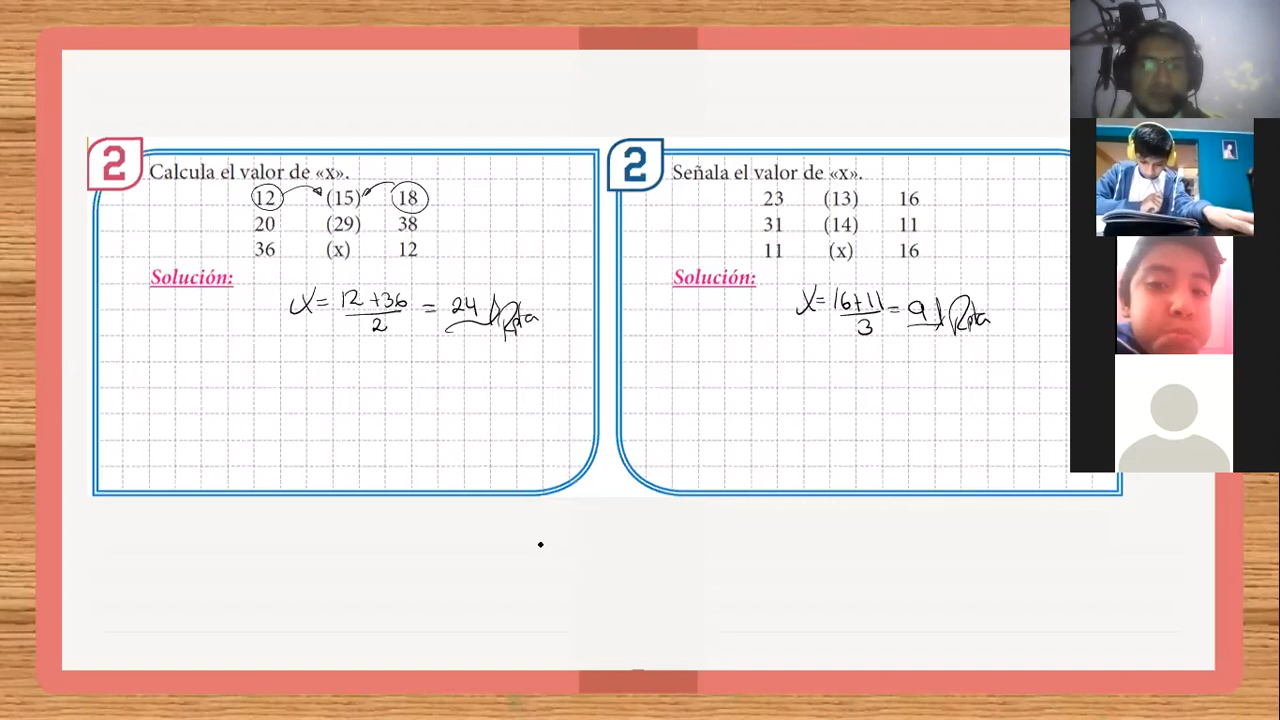 2
Calcula el valor de «x».
12 (15) 18
20 (29) 38
36 (x) 12
Solución:
X = 12 + 36 / 2 = 24 Rpta
2
Señala el valor de «x».
23 (13) 16
31 (14) 11
11 (x) 16
Solución:
X = 16 + 11 / 3 = 9 Rpta